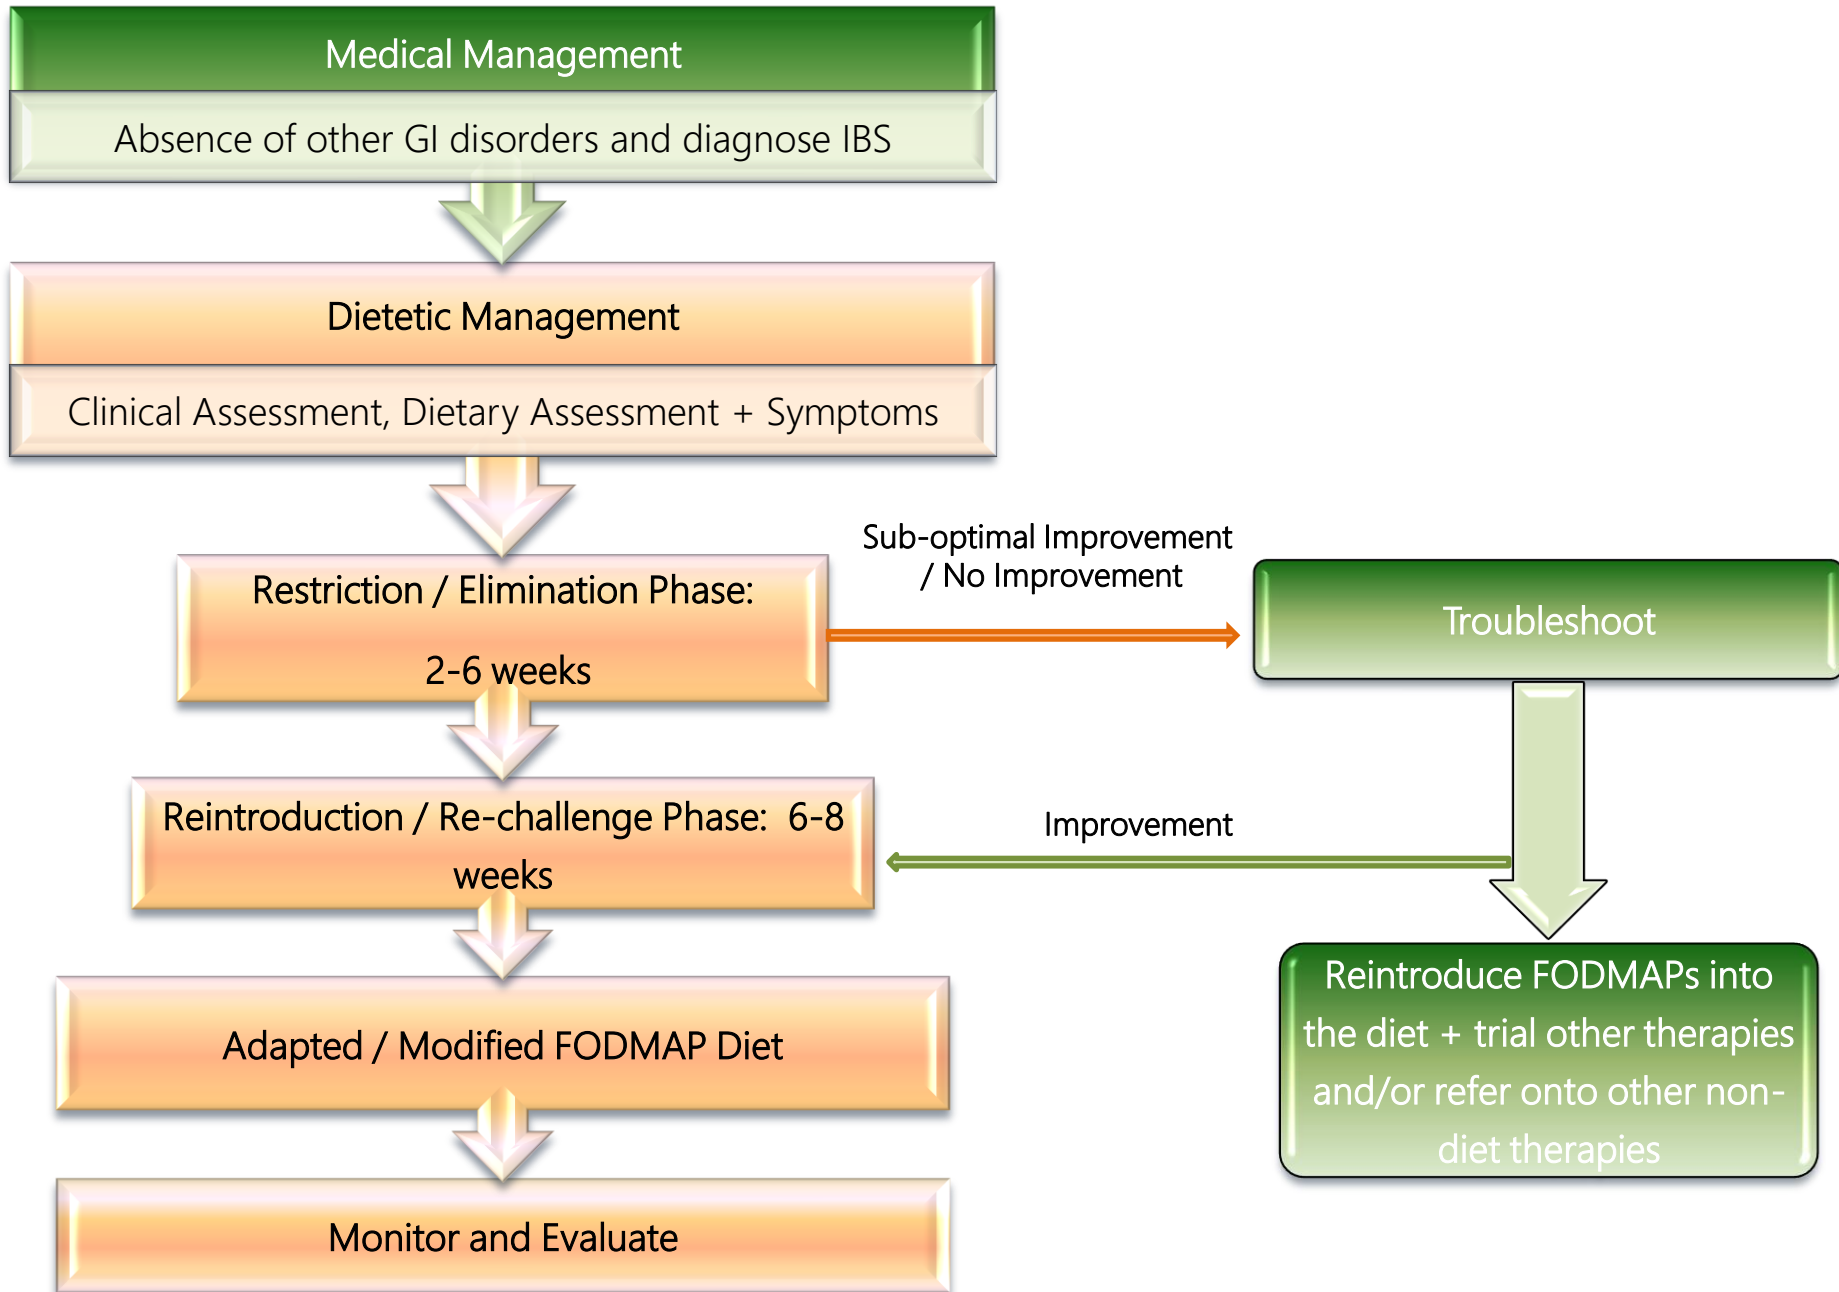 Medical Management
Absence of other GI disorders and diagnose IBS
Dietetic Management
Clinical Assessment, Dietary Assessment + Symptoms
Restriction / Elimination Phase:
2-6 weeks
Sub-optimal Improvement
/ No Improvement
Troubleshoot
Reintroduction / Re-challenge Phase:  6-8
weeks
Improvement
Adapted / Modified FODMAP Diet
Reintroduce FODMAPs into
the diet + trial other therapies
and/or refer onto other non-
diet therapies
Monitor and Evaluate